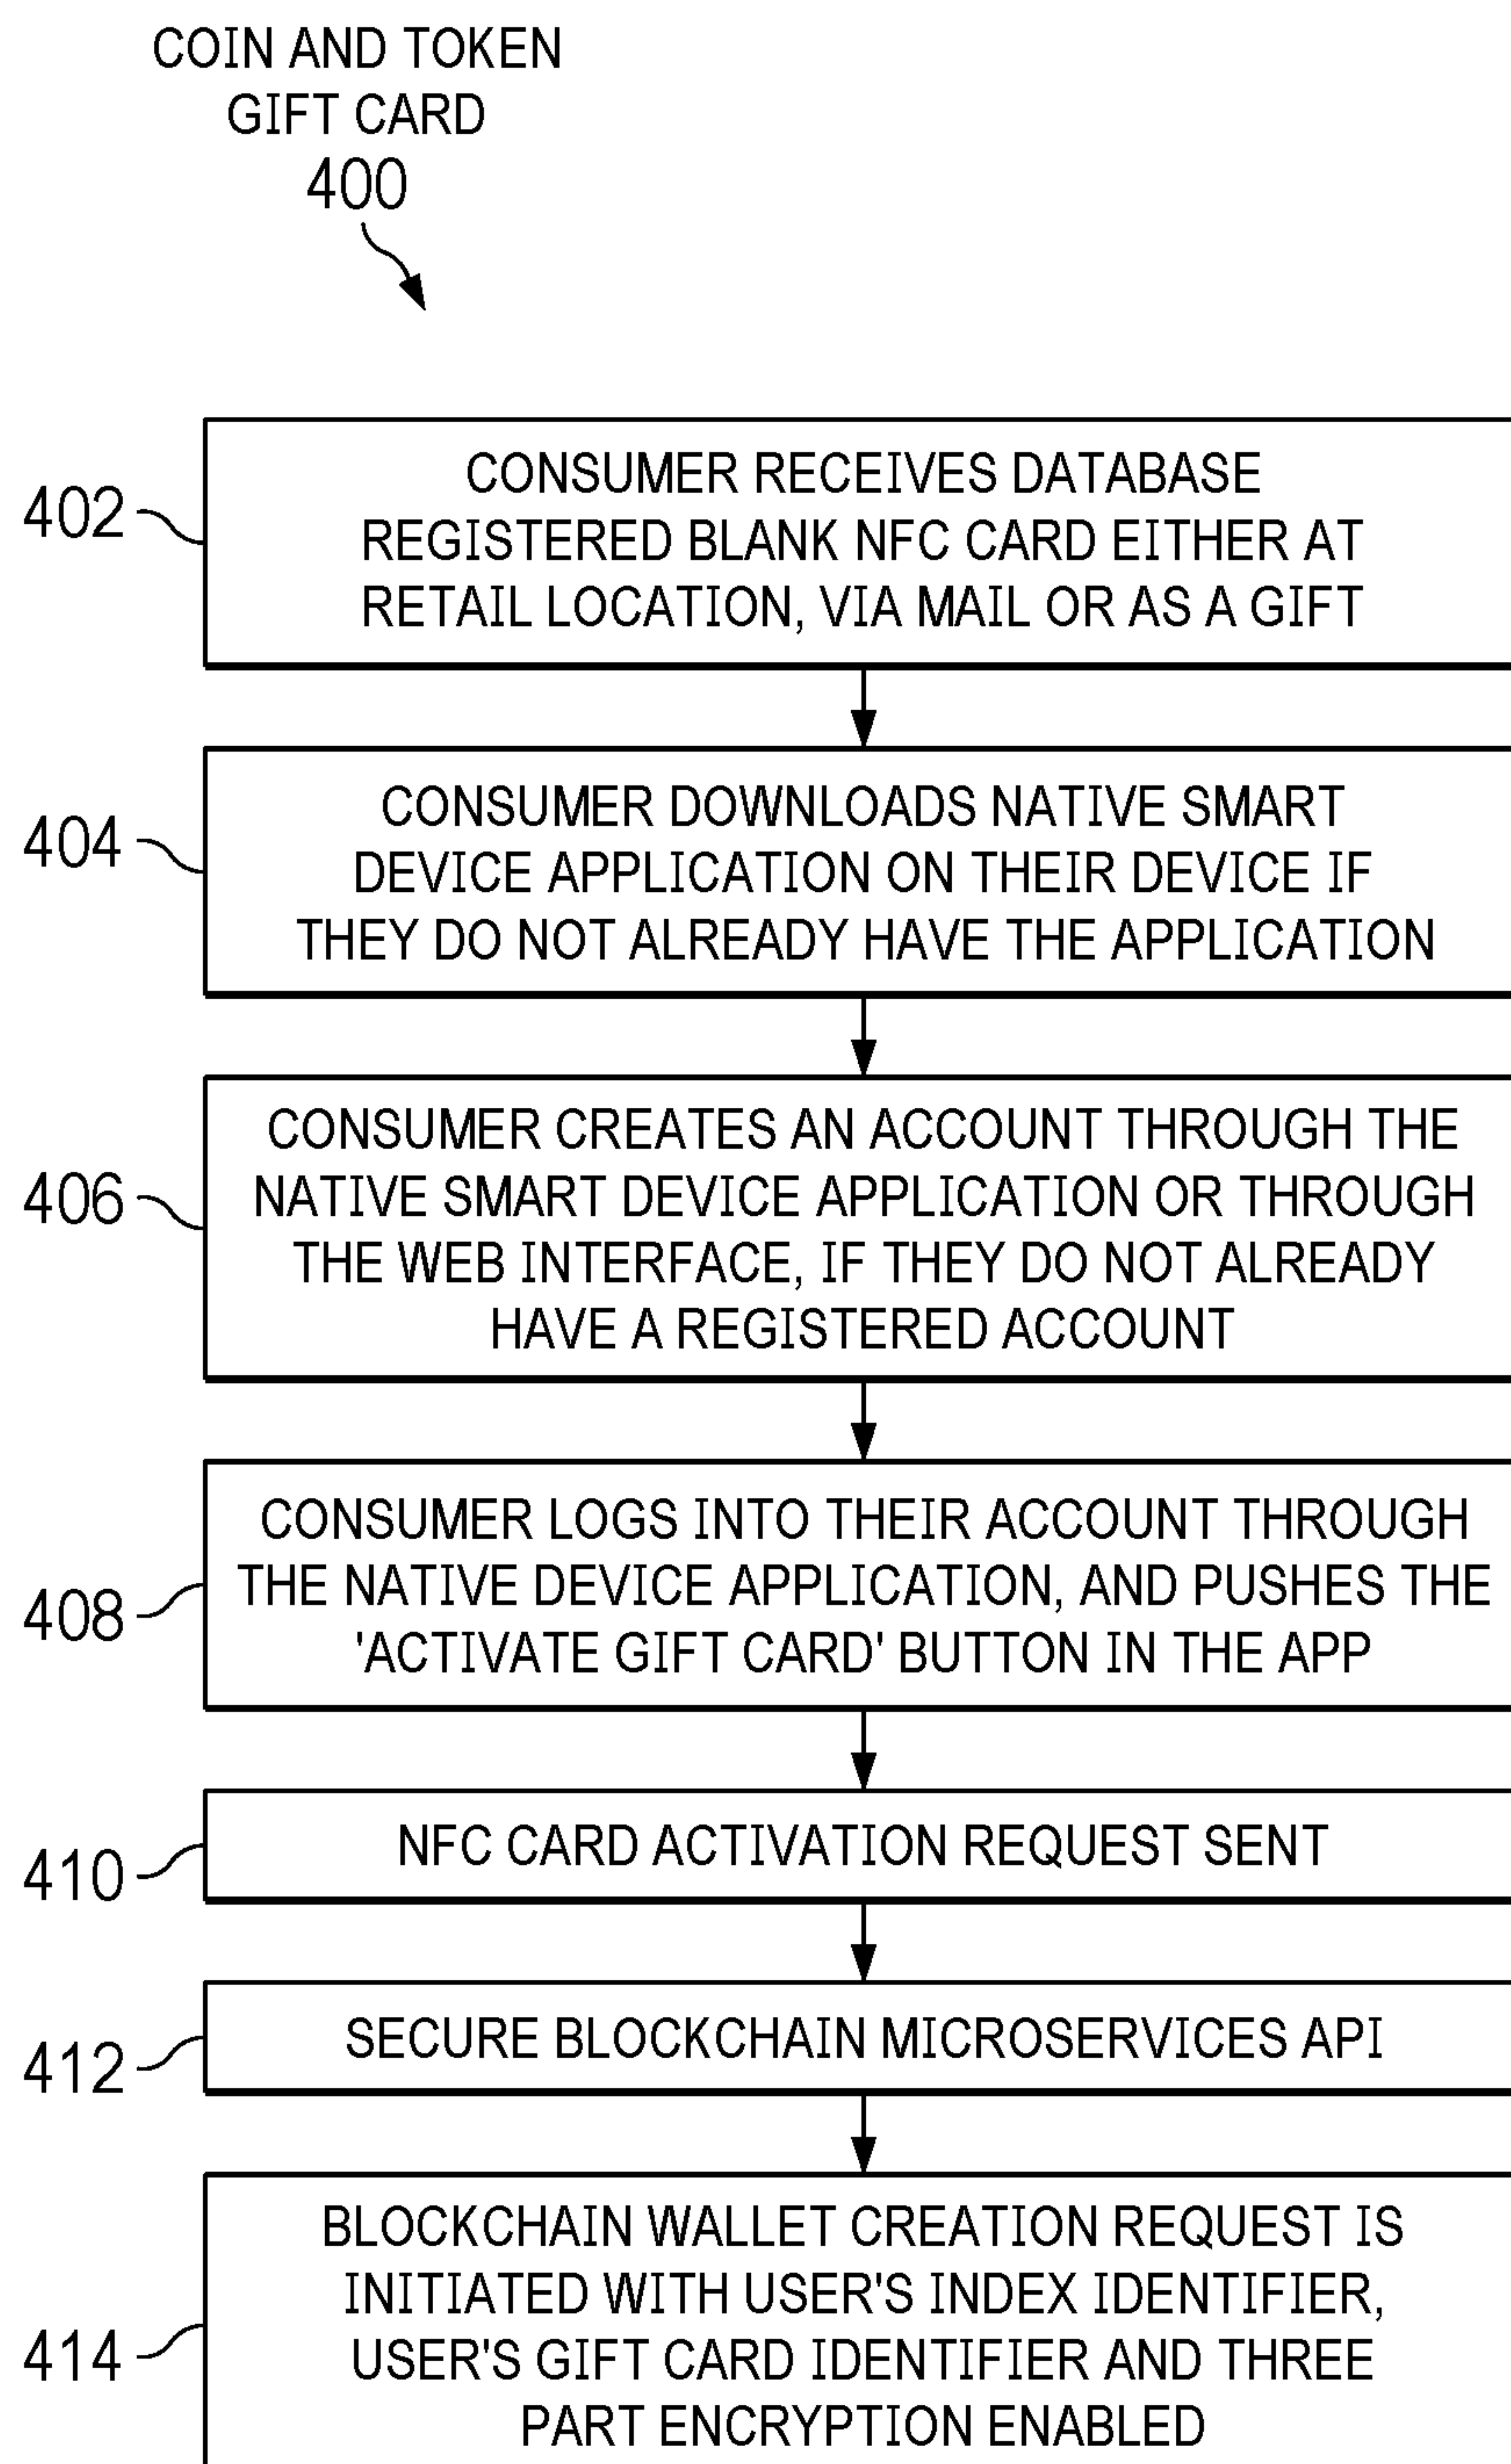 COIN AND TOKEN
GIFT CARD
400
402
CONSUMER RECEIVES DATABASE
REGISTERED BLANK NFC CARD EITHER AT
RETAIL LOCATION, VIA MAIL OR AS A GIFT
404
CONSUMER DOWNLOADS NATIVE SMART
DEVICE APPLICATION ON THEIR DEVICE IF
THEY DO NOT ALREADY HAVE THE APPLICATION
406
CONSUMER CREATES AN ACCOUNT THROUGH THE
NATIVE SMART DEVICE APPLICATION OR THROUGH
THE WEB INTERFACE, IF THEY DO NOT ALREADY
HAVE A REGISTERED ACCOUNT
408
CONSUMER LOGS INTO THEIR ACCOUNT THROUGH
THE NATIVE DEVICE APPLICATION, AND PUSHES THE
'ACTIVATE GIFT CARD' BUTTON IN THE APP
410
NFC CARD ACTIVATION REQUEST SENT
412
SECURE BLOCKCHAIN MICROSERVICES API
414
BLOCKCHAIN WALLET CREATION REQUEST IS
INITIATED WITH USER'S INDEX IDENTIFIER,
USER'S GIFT CARD IDENTIFIER AND THREE
PART ENCRYPTION ENABLED